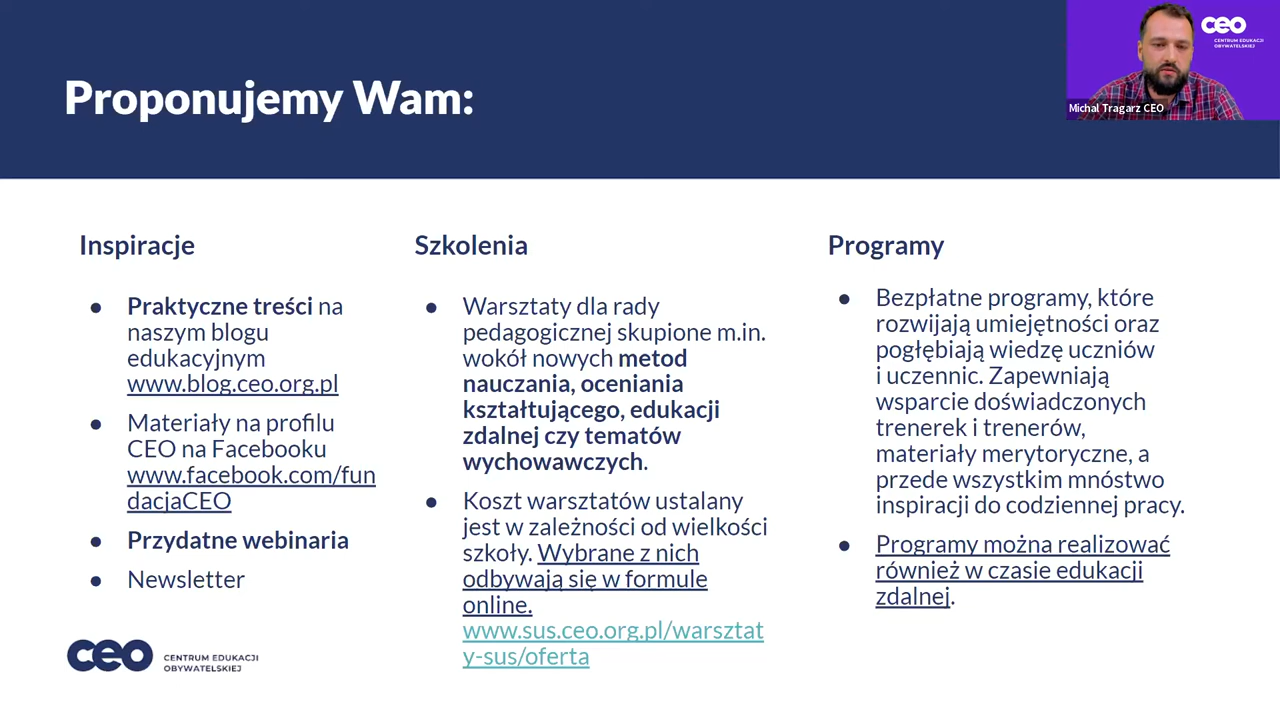 Proponujemy Wam:
ceo
CENTRUM EDUKACJI
OBYWATELSKIEJ
Michal Tragarz CEO
Inspiracje
Praktyczne treści na
naszym blogu
edukacyjnym
www.blog.ceo.org.pl
Materiały na profilu
CEO na Facebooku
www.facebook.com/fun
dacjaCEO
Przydatne webinaria
Newsletter
Szkolenia
Warsztaty dla rady
pedagogicznej skupione m.in.
wokół nowych metod
nauczania, oceniania
kształtującego, edukacji
zdalnej czy tematów
wychowawczych.
Koszt warsztatów ustalany
jest w zależności od wielkości
szkoły. Wybrane z nich
odbywają się w formule
online.
www.sus.ceo.org.pl/warsztat
y-sus/oferta
Programy
Bezpłatne programy, które
rozwijają umiejętności oraz
pogłębiają wiedzę uczniów
i uczennic. Zapewniają
wsparcie doświadczonych
trenerek i trenerów,
materiały merytoryczne, a
przede wszystkim mnóstwo
inspiracji do codziennej pracy.
Programy można realizować
również w czasie edukacji
zdalnej.
ceo
CENTRUM EDUKACJI
OBYWATELSKIEJ